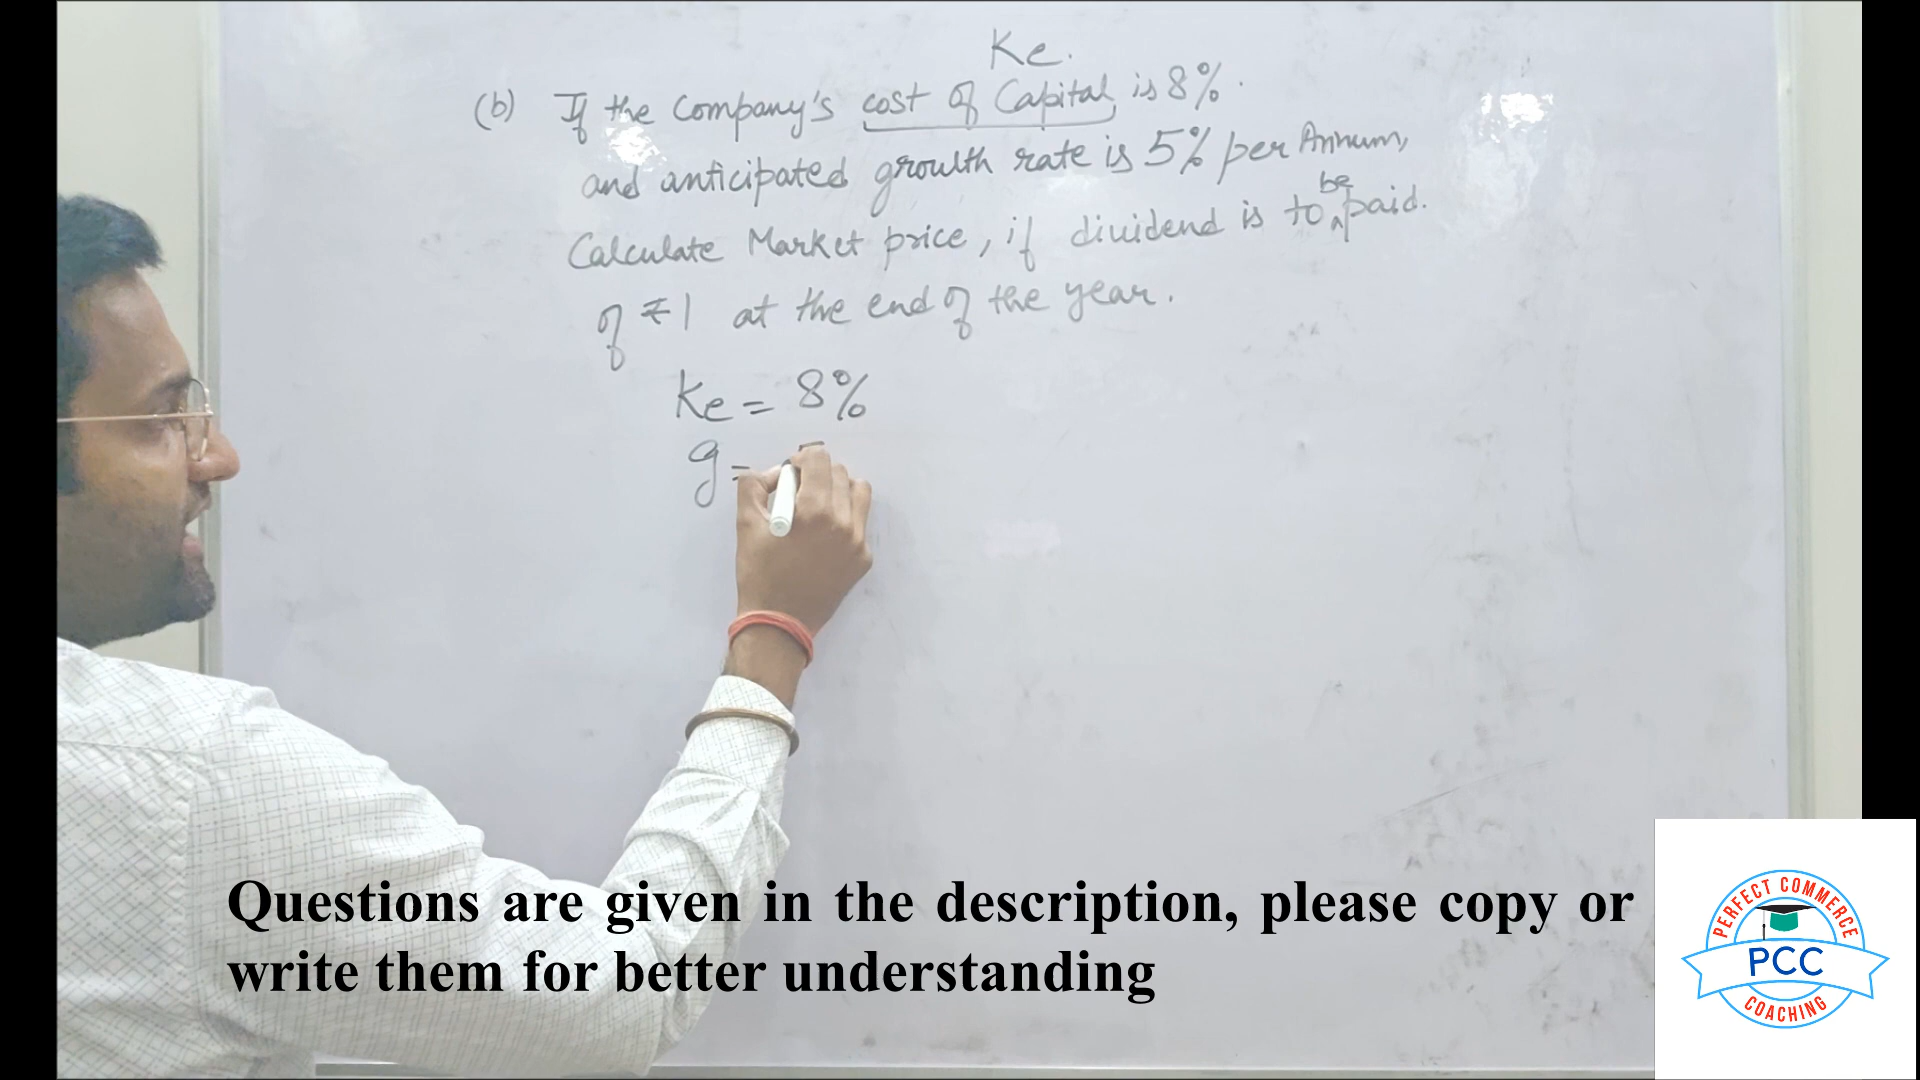 Ke.
(b) If the Company's cost of Capital, is 8%.
and anticipated growth rate is 5% per Annum,
be
Calculate Market price, if dividend is to paid.
of ₹1 at the end of the year.
Ke = 8%
g =
Questions are given in the description, please copy or
write them for better understanding
PERFECT COMMERCE
PCC
COACHING